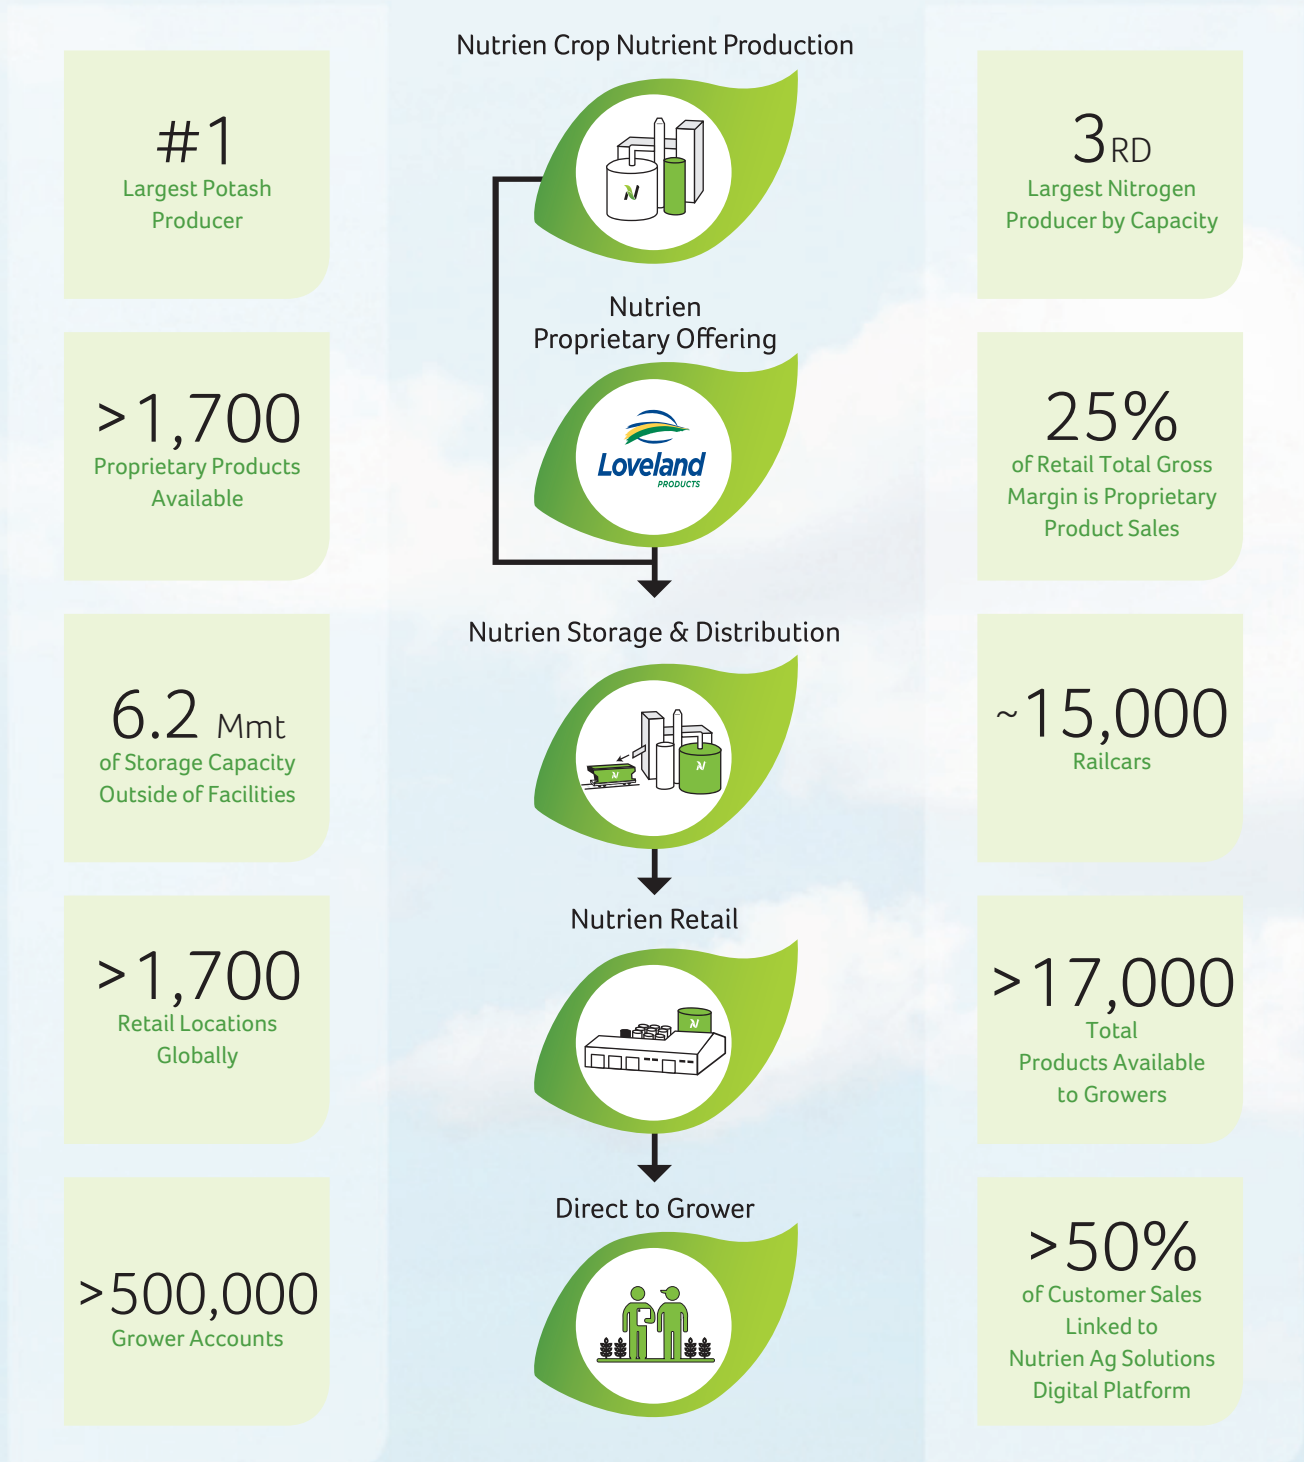 Nutrien Crop Nutrient Production
#1
Largest Potash
Producer
3RD
Largest Nitrogen
Producer by Capacity
Nutrien
Proprietary Offering
>1,700
Proprietary Products
Available
Loveland
PRODUCTS
25%
of Retail Total Gross
Margin is Proprietary
Product Sales
Nutrien Storage & Distribution
6.2 Mmt
of Storage Capacity
Outside of Facilities
~15,000
Railcars
Nutrien Retail
>1,700
Retail Locations
Globally
>17,000
Total
Products Available
to Growers
Direct to Grower
>500,000
Grower Accounts
>50%
of Customer Sales
Linked to
Nutrien Ag Solutions
Digital Platform